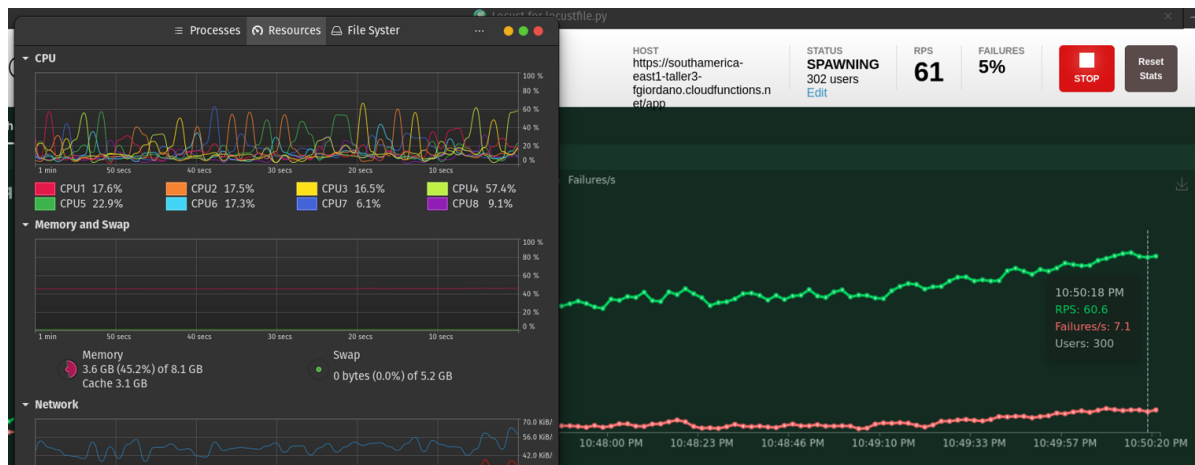 Locust for locustfile.py
Processes Resources File Syster
CPU
100 %
80 %
60 %
40 %
20 %
0 %
1 min 50 secs 40 secs 30 secs 20 secs 10 secs
CPU1 17.6% CPU2 17.5% CPU3 16.5% CPU4 57.4%
CPU5 22.9% CPU6 17.3% CPU7 6.1% CPU8 9.1%
Memory and Swap
100 %
80 %
60 %
40 %
20 %
0 %
1 min 50 secs 40 secs 30 secs 20 secs 10 secs
Memory
3.6 GB (45.2%) of 8.1 GB
Cache 3.1 GB
Swap
0 bytes (0.0%) of 5.2 GB
Network
70.0 KiB/
56.0 KiB/
42.0 KiB/
HOST
https://southamerica-
east1-taller3-
fgiordano.cloudfunctions.n
et/app
STATUS
SPAWNING
302 users
Edit
RPS
61
FAILURES
5%
STOP
Reset
Stats
Failures/s
10:50:18 PM
RPS: 60.6
Failures/s: 7.1
Users: 300
10:48:00 PM 10:48:23 PM 10:48:46 PM 10:49:10 PM 10:49:33 PM 10:49:57 PM 10:50:20 PM